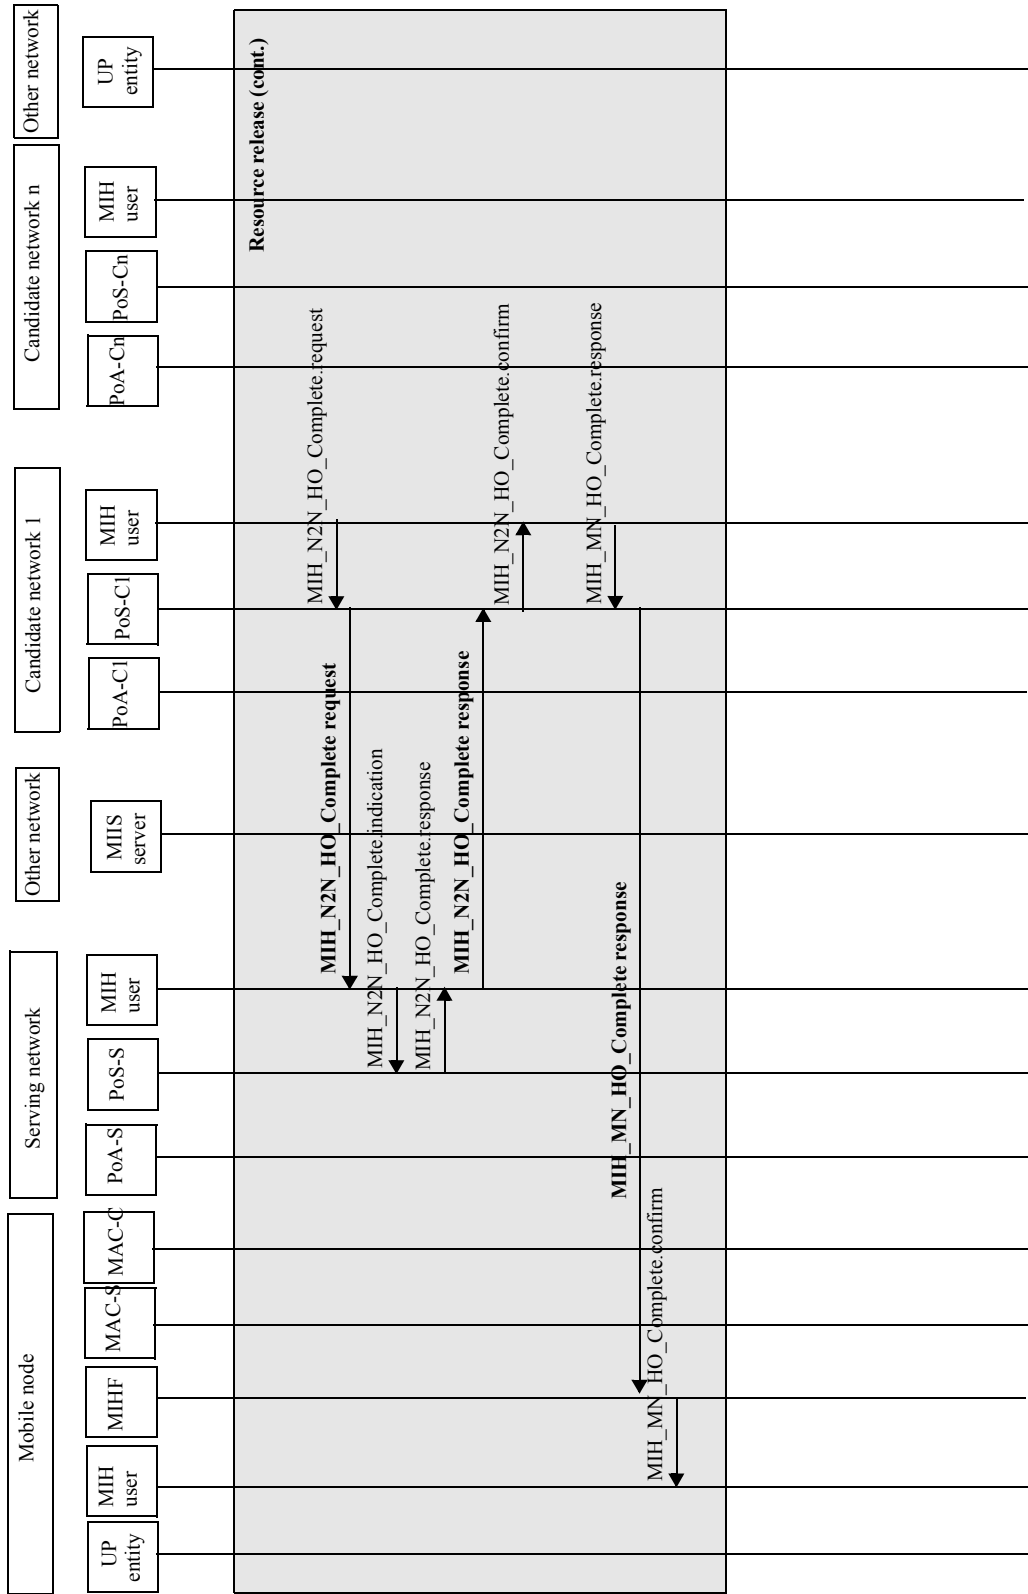 Mobile node
Serving network
Other network
Candidate network 1
Candidate network n
Other network
UP
entity
MIH
user
MIHF
MAC-S
MAC-C
PoA-S
PoS-S
MIH
user
MIIS
server
PoA-C1
PoS-C1
MIH
user
PoA-Cn
PoS-Cn
MIH
user
UP
entity
Resource release (cont.)
MIH_N2N_HO_Complete.request
MIH_N2N_HO_Complete request
MIH_N2N_HO_Complete.indication
MIH_N2N_HO_Complete.response
MIH_N2N_HO_Complete response
MIH_N2N_HO_Complete.confirm
MIH_MN_HO_Complete.response
MIH_MN_HO_Complete response
MIH_MN_HO_Complete.confirm